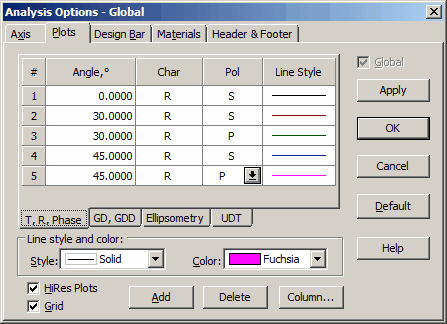 Analysis Options - Global
Axis Plots Design Bar Materials Header & Footer
# Angle,° Char Pol Line Style
1 0.0000 R S
2 30.0000 R S
3 30.0000 R P
4 45.0000 R S
5 45.0000 R P
T, R, Phase GD, GDD Ellipsometry UDT
Line style and color:
Style: Solid Color: Fuchsia
HiRes Plots
Grid
Add Delete Column...
Global
Apply
OK
Cancel
Default
Help